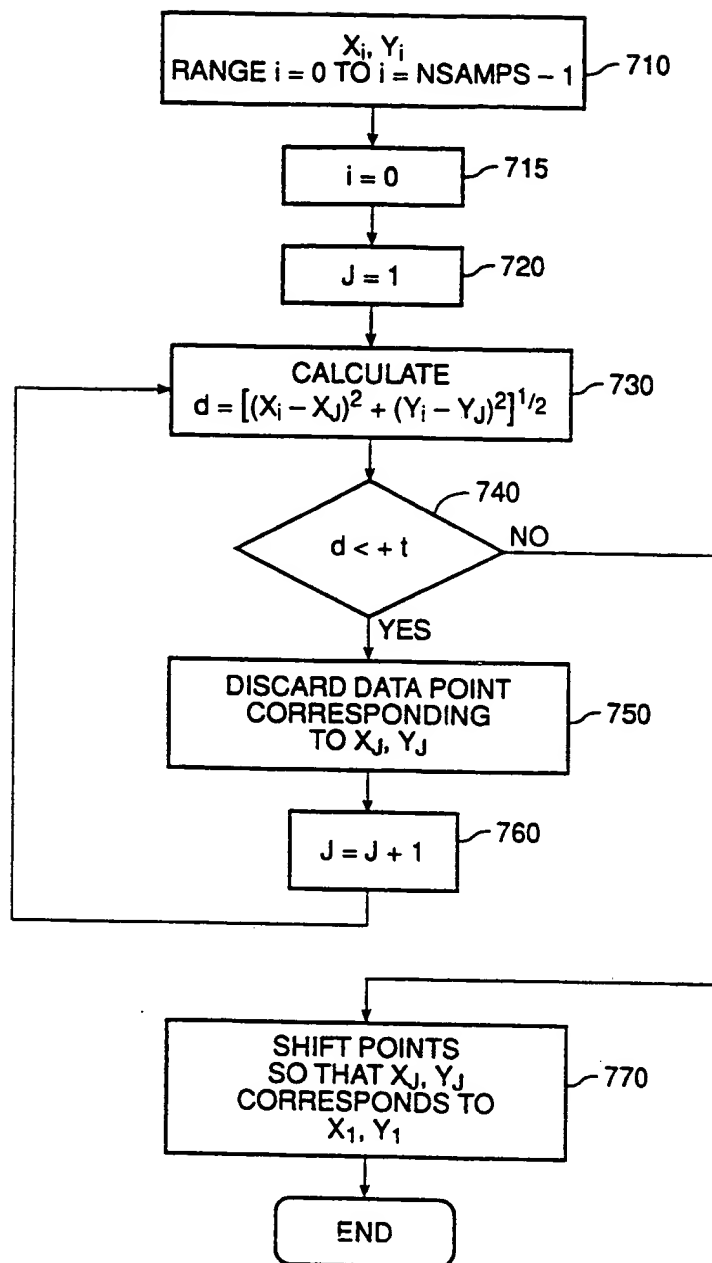 Xi, Yi
RANGE i = 0 TO i = NSAMPS – 1
710
i = 0
715
J = 1
720
CALCULATE
d = [(Xi – XJ)² + (Yi – YJ)²]^1/2
730
740
d < + t
NO
YES
DISCARD DATA POINT
CORRESPONDING
TO XJ, YJ
750
J = J + 1
760
SHIFT POINTS
SO THAT XJ, YJ
CORRESPONDS TO
X1, Y1
770
END